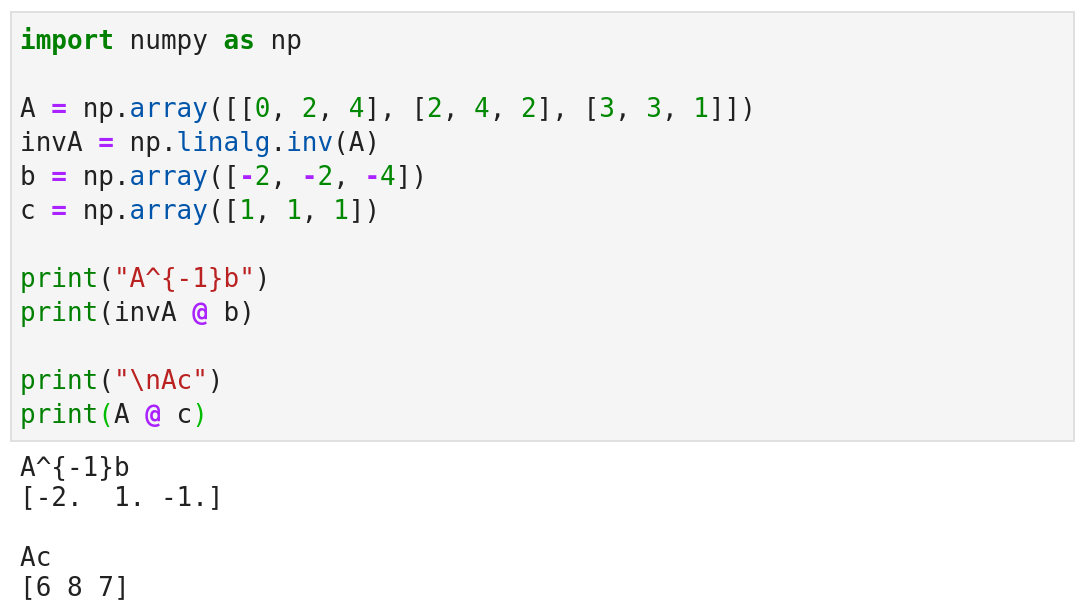 import numpy as np
A = np.array([[0, 2, 4], [2, 4, 2], [3, 3, 1]])
invA = np.linalg.inv(A)
b = np.array([-2, -2, -4])
c = np.array([1, 1, 1])
print("A^{-1}b")
print(invA @ b)
print("\nAc")
print(A @ c)
A^{-1}b
[-2.  1. -1.]
Ac
[6 8 7]